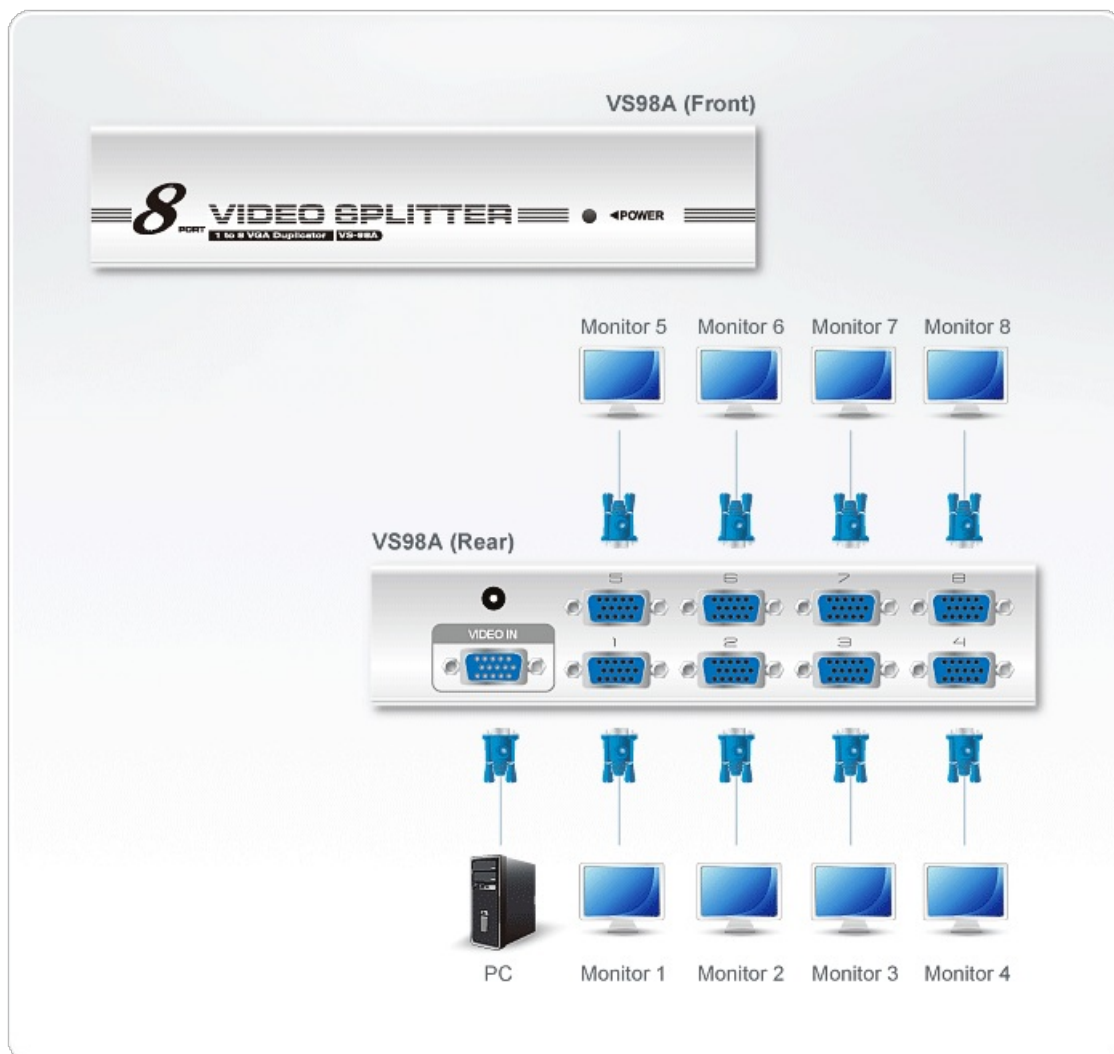 VS98A (Front)
8 PORT VIDEO SPLITTER ◄POWER
1 to 8 VGA Duplicator VS-98A
Monitor 5 Monitor 6 Monitor 7 Monitor 8
VS98A (Rear)
5 6 7 8
VIDEO IN
1 2 3 4
PC Monitor 1 Monitor 2 Monitor 3 Monitor 4